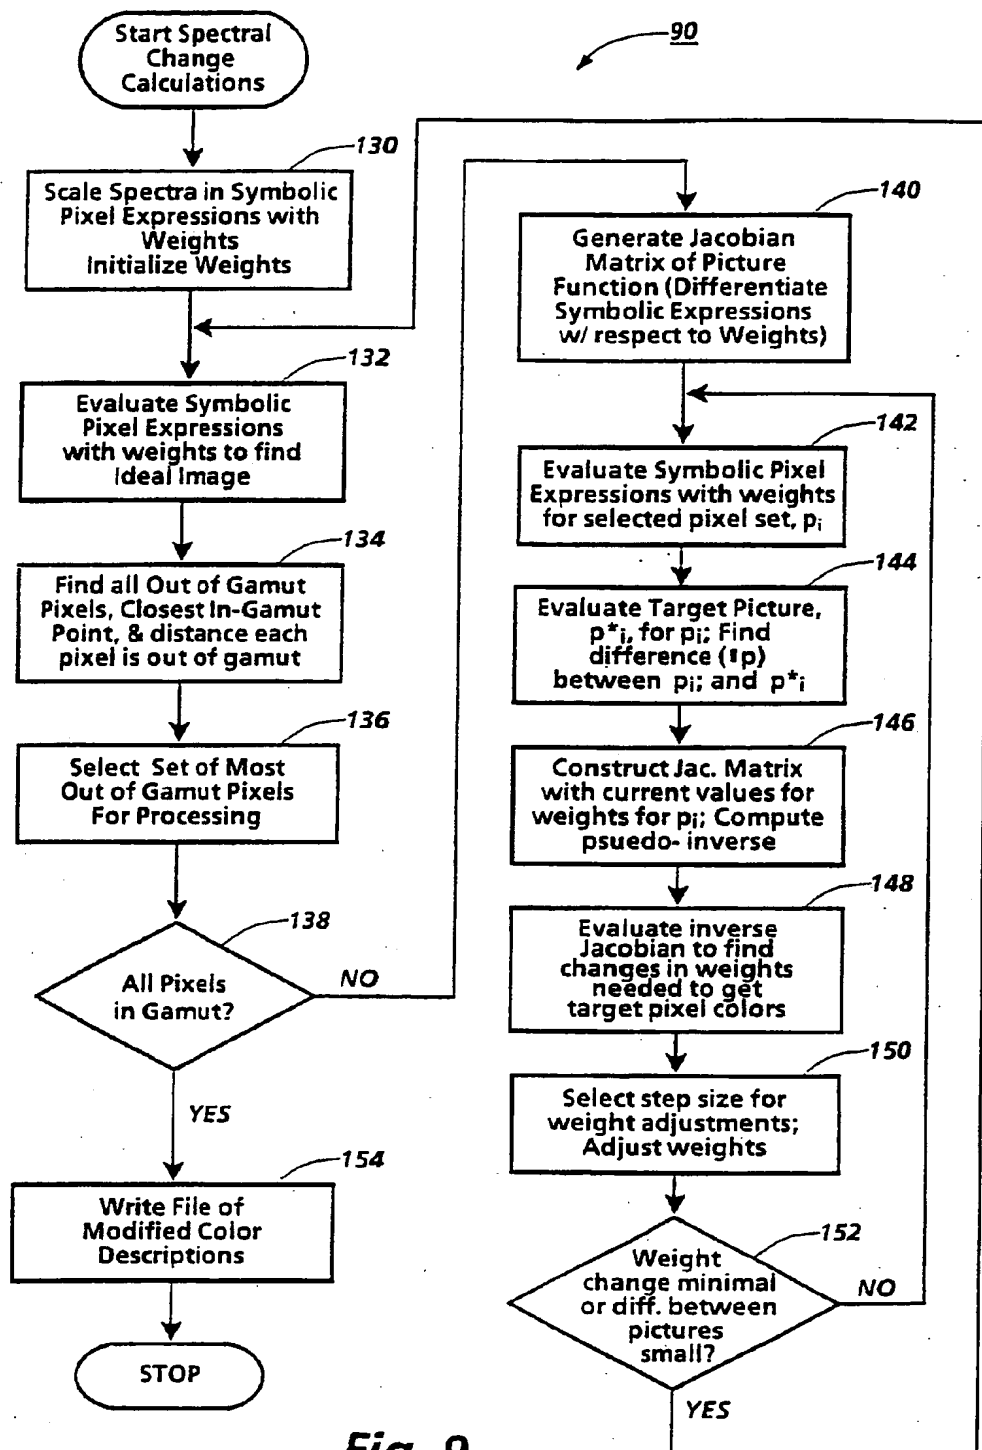 Start Spectral
Change
Calculations
90
130
Scale Spectra in Symbolic
Pixel Expressions with
Weights
Initialize Weights
132
Evaluate Symbolic
Pixel Expressions
with weights to find
Ideal Image
134
Find all Out of Gamut
Pixels, Closest In-Gamut
Point, & distance each
pixel is out of gamut
136
Select Set of Most
Out of Gamut Pixels
For Processing
138
All Pixels
in Gamut?
NO
YES
154
Write File of
Modified Color
Descriptions
STOP
140
Generate Jacobian
Matrix of Picture
Function (Differentiate
Symbolic Expressions
w/ respect to Weights)
142
Evaluate Symbolic Pixel
Expressions with weights
for selected pixel set, pi
144
Evaluate Target Picture,
p*i, for pi; Find
difference (p)
between pi; and p*i
146
Construct Jac. Matrix
with current values for
weights for pi; Compute
psuedo- inverse
148
Evaluate inverse
Jacobian to find
changes in weights
needed to get
target pixel colors
150
Select step size for
weight adjustments;
Adjust weights
152
Weight
change minimal
or diff. between
pictures
small?
NO
YES
Fig. 9